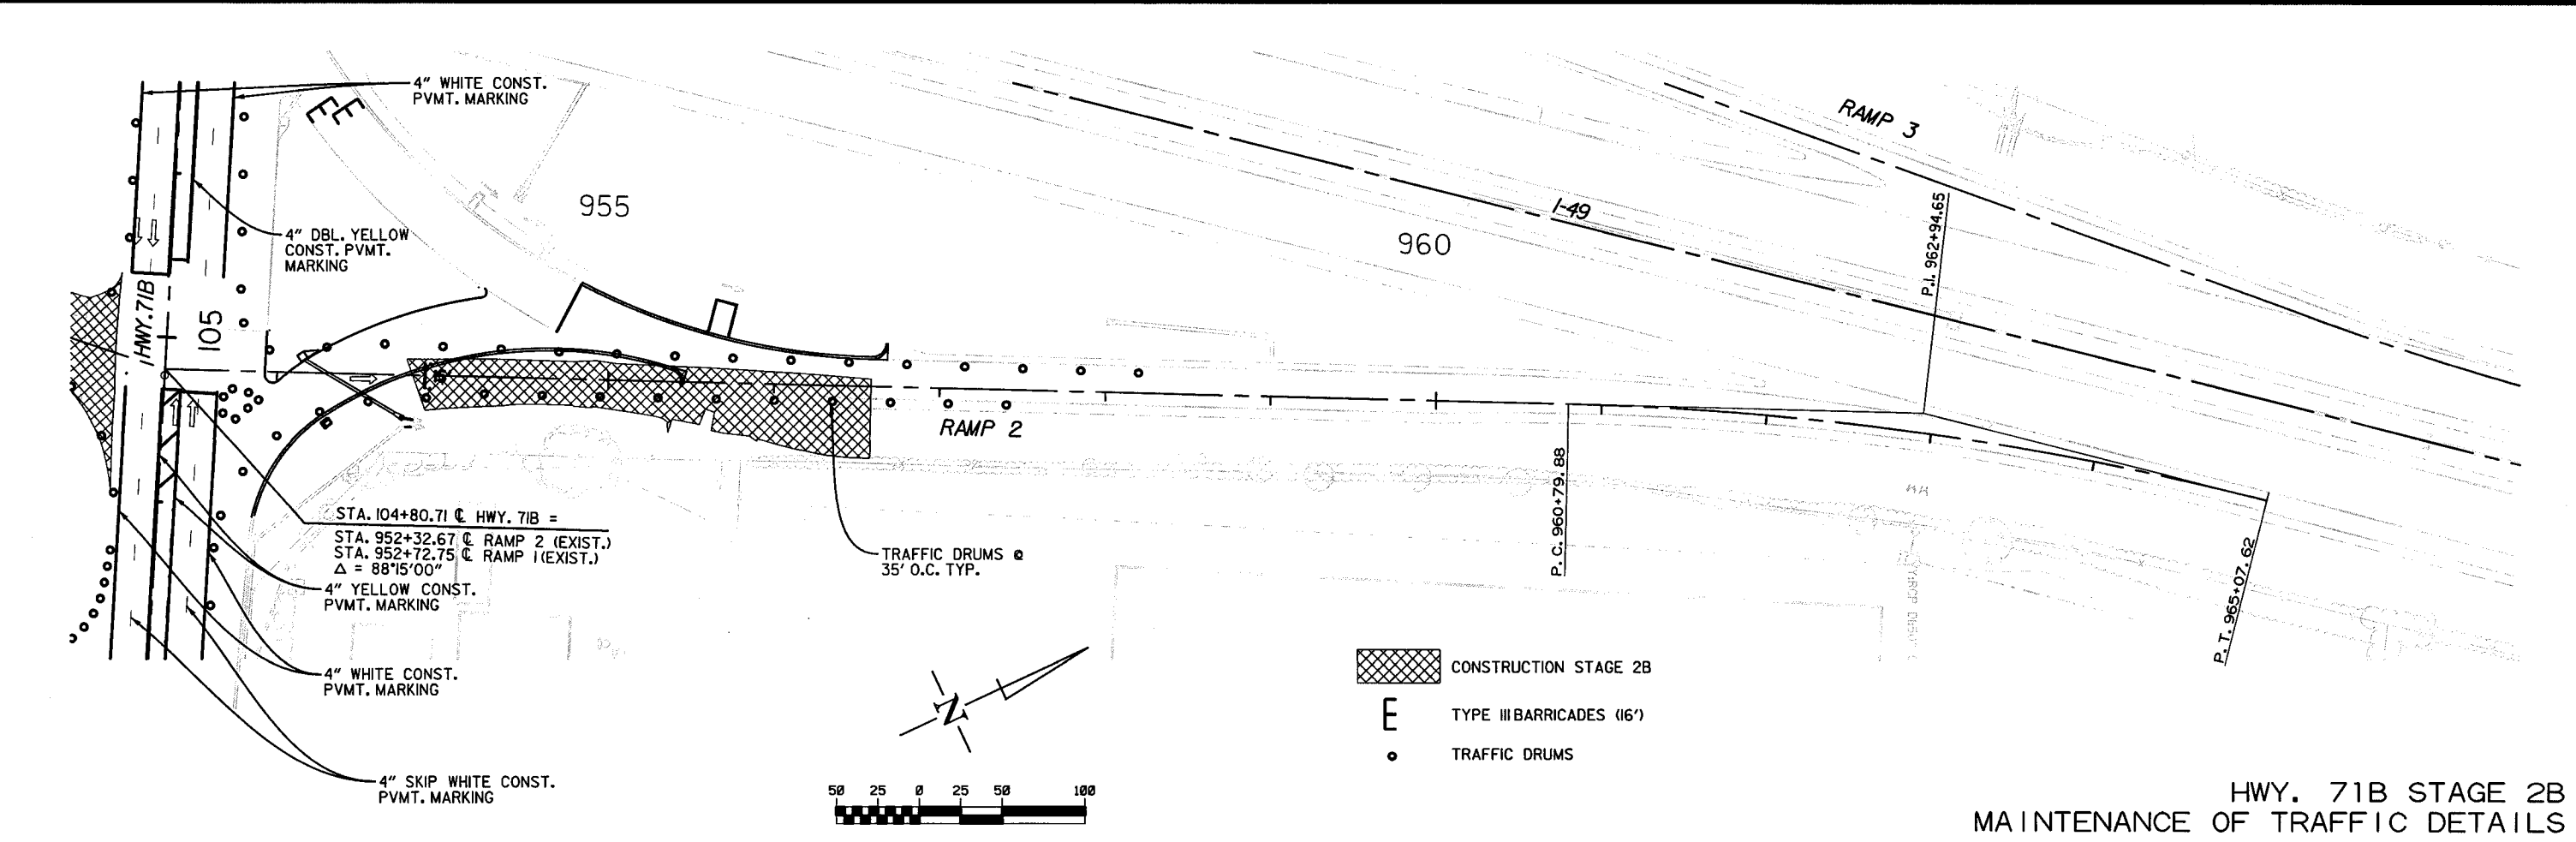 4" WHITE CONST.
PVMT. MARKING
RAMP 3
955
I-49
P.I. 962+94.65
4" DBL. YELLOW
CONST. PVMT.
MARKING
960
HWY. 71B
105
RAMP 2
P.C. 960+79.88
STA. 104+80.71 ℄ HWY. 71B =
STA. 952+32.67 ℄ RAMP 2 (EXIST.)
STA. 952+72.75 ℄ RAMP 1 (EXIST.)
Δ = 88°15'00"
TRAFFIC DRUMS @
35' O.C. TYP.
P.T. 965+07.62
4" YELLOW CONST.
PVMT. MARKING
4" WHITE CONST.
PVMT. MARKING
4" SKIP WHITE CONST.
PVMT. MARKING
N
CONSTRUCTION STAGE 2B
TYPE III BARRICADES (16')
TRAFFIC DRUMS
50 25 0 25 50 100
HWY. 71B STAGE 2B
MAINTENANCE OF TRAFFIC DETAILS